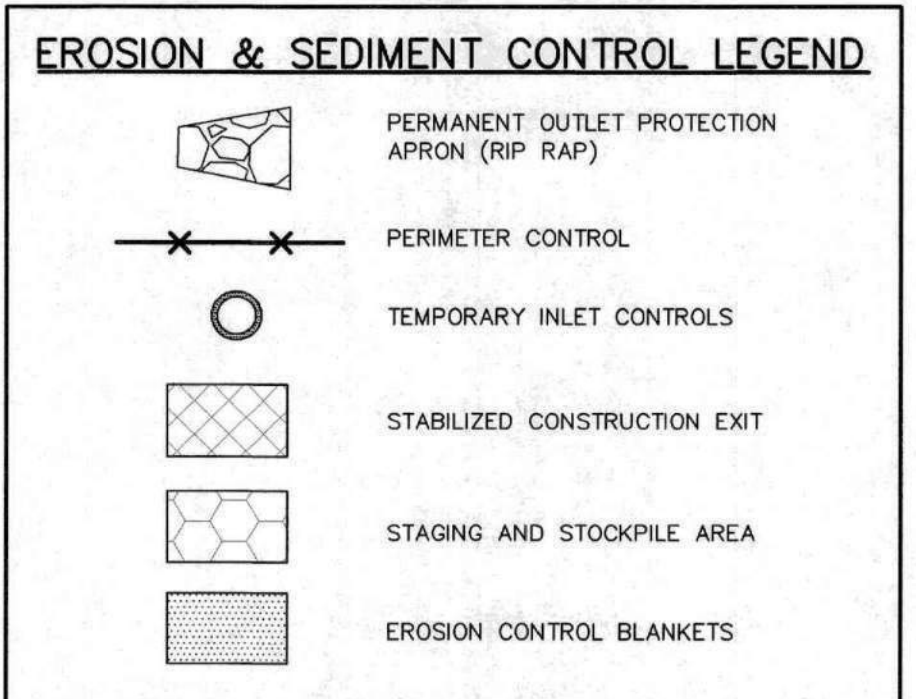 EROSION & SEDIMENT CONTROL LEGEND
PERMANENT OUTLET PROTECTION
APRON (RIP RAP)
PERIMETER CONTROL
TEMPORARY INLET CONTROLS
STABILIZED CONSTRUCTION EXIT
STAGING AND STOCKPILE AREA
EROSION CONTROL BLANKETS